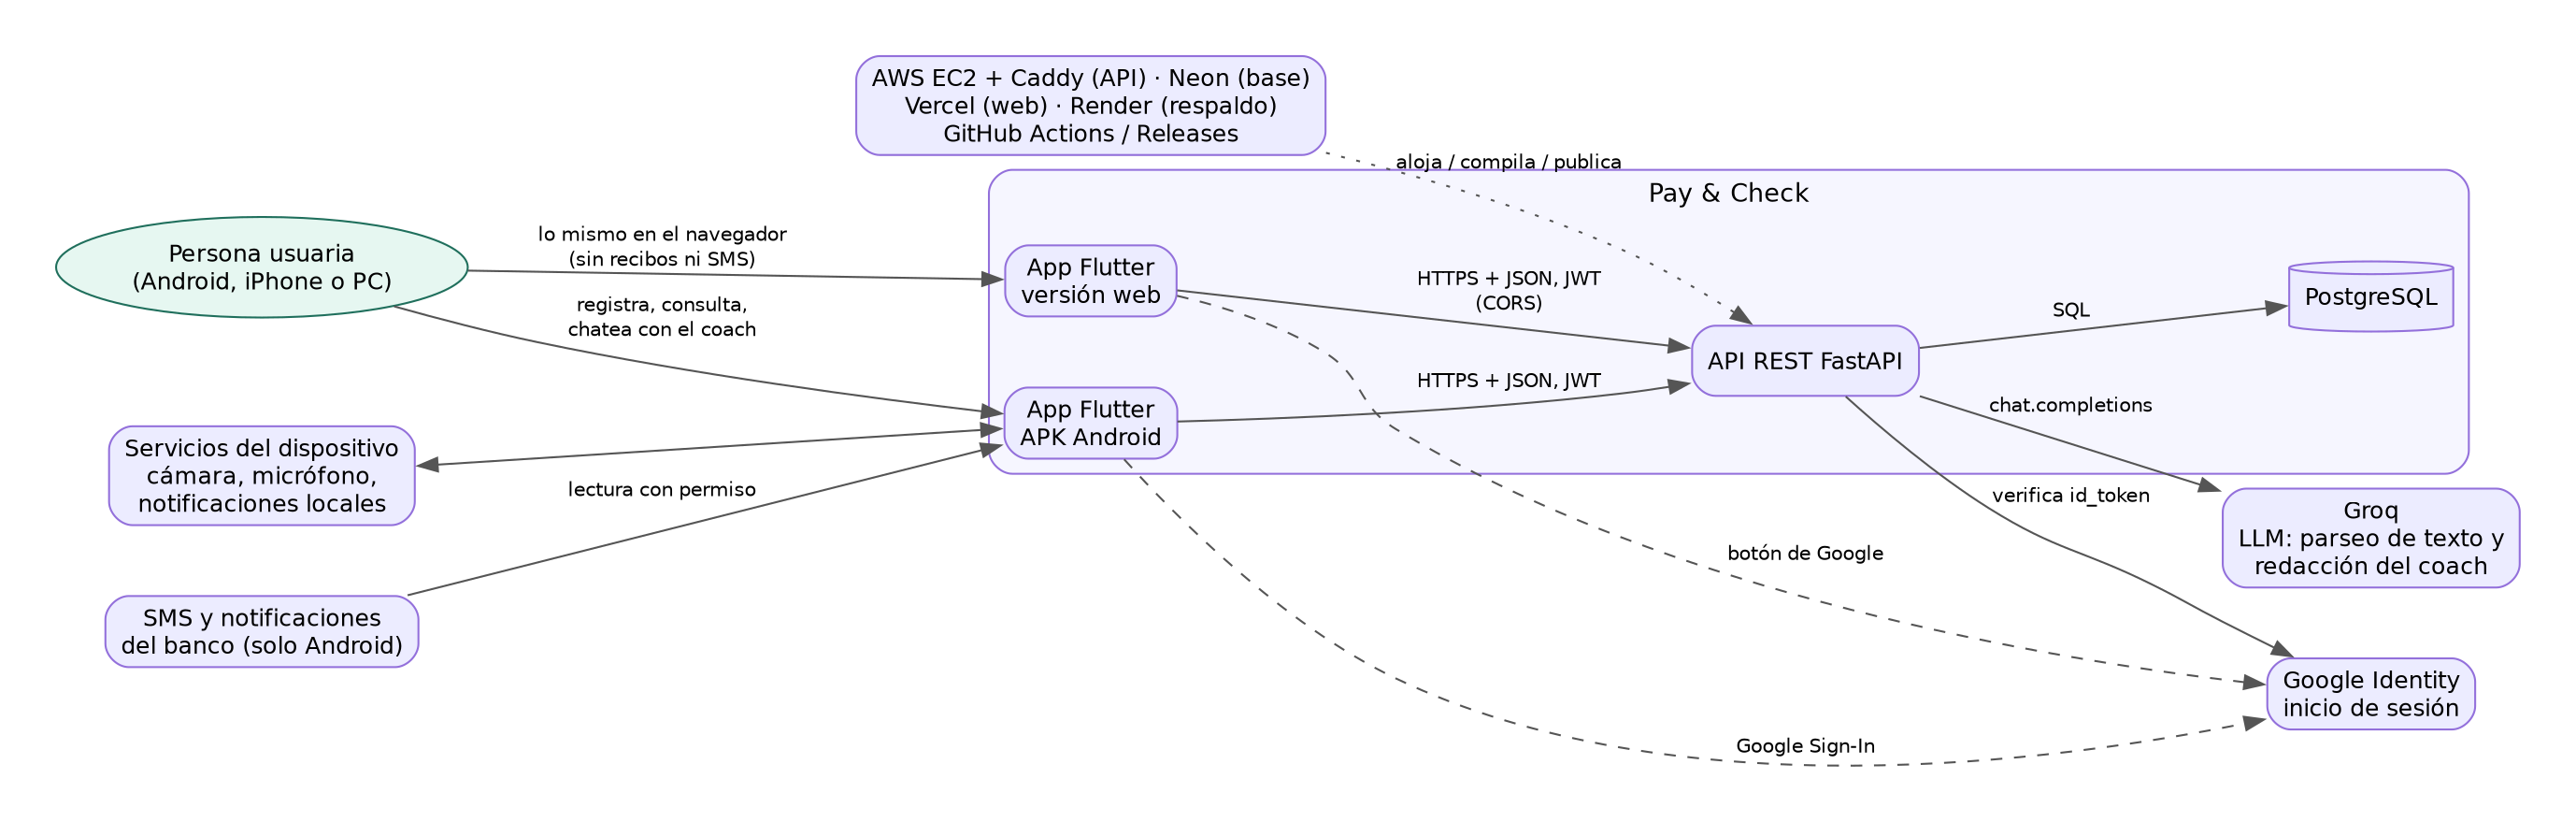 AWS EC2 + Caddy (API) · Neon (base)
Vercel (web) · Render (respaldo)
GitHub Actions / Releases
aloja / compila / publica
Pay & Check
Persona usuaria
(Android, iPhone o PC)
lo mismo en el navegador
(sin recibos ni SMS)
registra, consulta,
chatea con el coach
App Flutter
versión web
HTTPS + JSON, JWT
(CORS)
API REST FastAPI
SQL
PostgreSQL
App Flutter
APK Android
HTTPS + JSON, JWT
chat.completions
Servicios del dispositivo
cámara, micrófono,
notificaciones locales
lectura con permiso
verifica id_token
Groq
LLM: parseo de texto y
redacción del coach
botón de Google
SMS y notificaciones
del banco (solo Android)
Google Identity
inicio de sesión
Google Sign-In